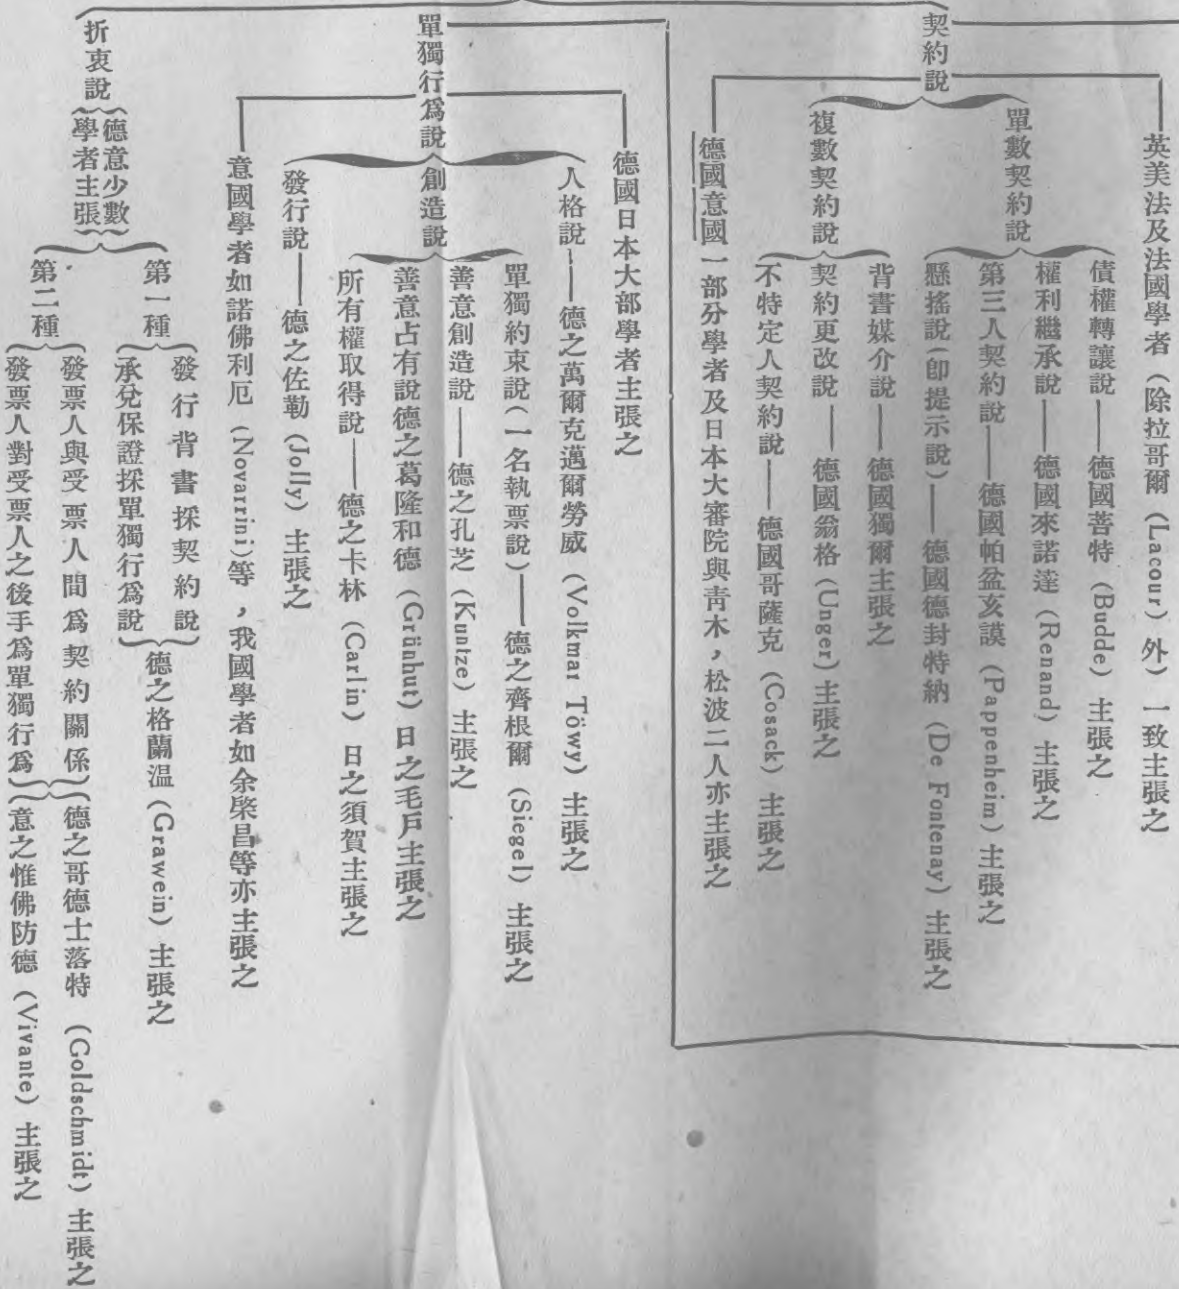 契約說
英美法及法國學者（除拉哥爾（Lacour）外）一致主張之
單數契約說
債權轉讓說——德國菩特（Budde）主張之
權利繼承說——德國來諾達（Renand）主張之
第三人契約說——德國帕盆亥謨（Pappenheim）主張之
懸搖說（即提示說）——德國德封特納（De Fontenay）主張之
複數契約說
背書媒介說——德國獨爾主張之
契約更改說——德國翁格（Unger）主張之
不特定人契約說——德國哥薩克（Cosack）主張之
德國意國一部分學者及日本大審院與青木，松波二人亦主張之
單獨行爲說
德國日本大部學者主張之
人格說——德之萬爾克邁爾勞威（Volkmar Töwy）主張之
創造說
單獨約束說（一名執票說）——德之齊根爾（Siegel）主張之
善意創造說——德之孔芝（Kuntze）主張之
善意占有說德之葛隆和德（Grünhut）日之毛戶主張之
所有權取得說——德之卡林（Carlin）日之須賀主張之
發行說——德之佐勒（Jolly）主張之
意國學者如諾佛利厄（Novarrini）等，我國學者如余棨昌等亦主張之
折衷說
德意少數
學者主張
第一種
發行背書採契約說
承兌保證採單獨行爲說
德之格蘭溫（Grawein）主張之
第二種
發票人與受票人間爲契約關係
發票人對受票人之後手爲單獨行爲
德之哥德士落特（Goldschmidt）主張之
意之惟佛防德（Vivante）主張之